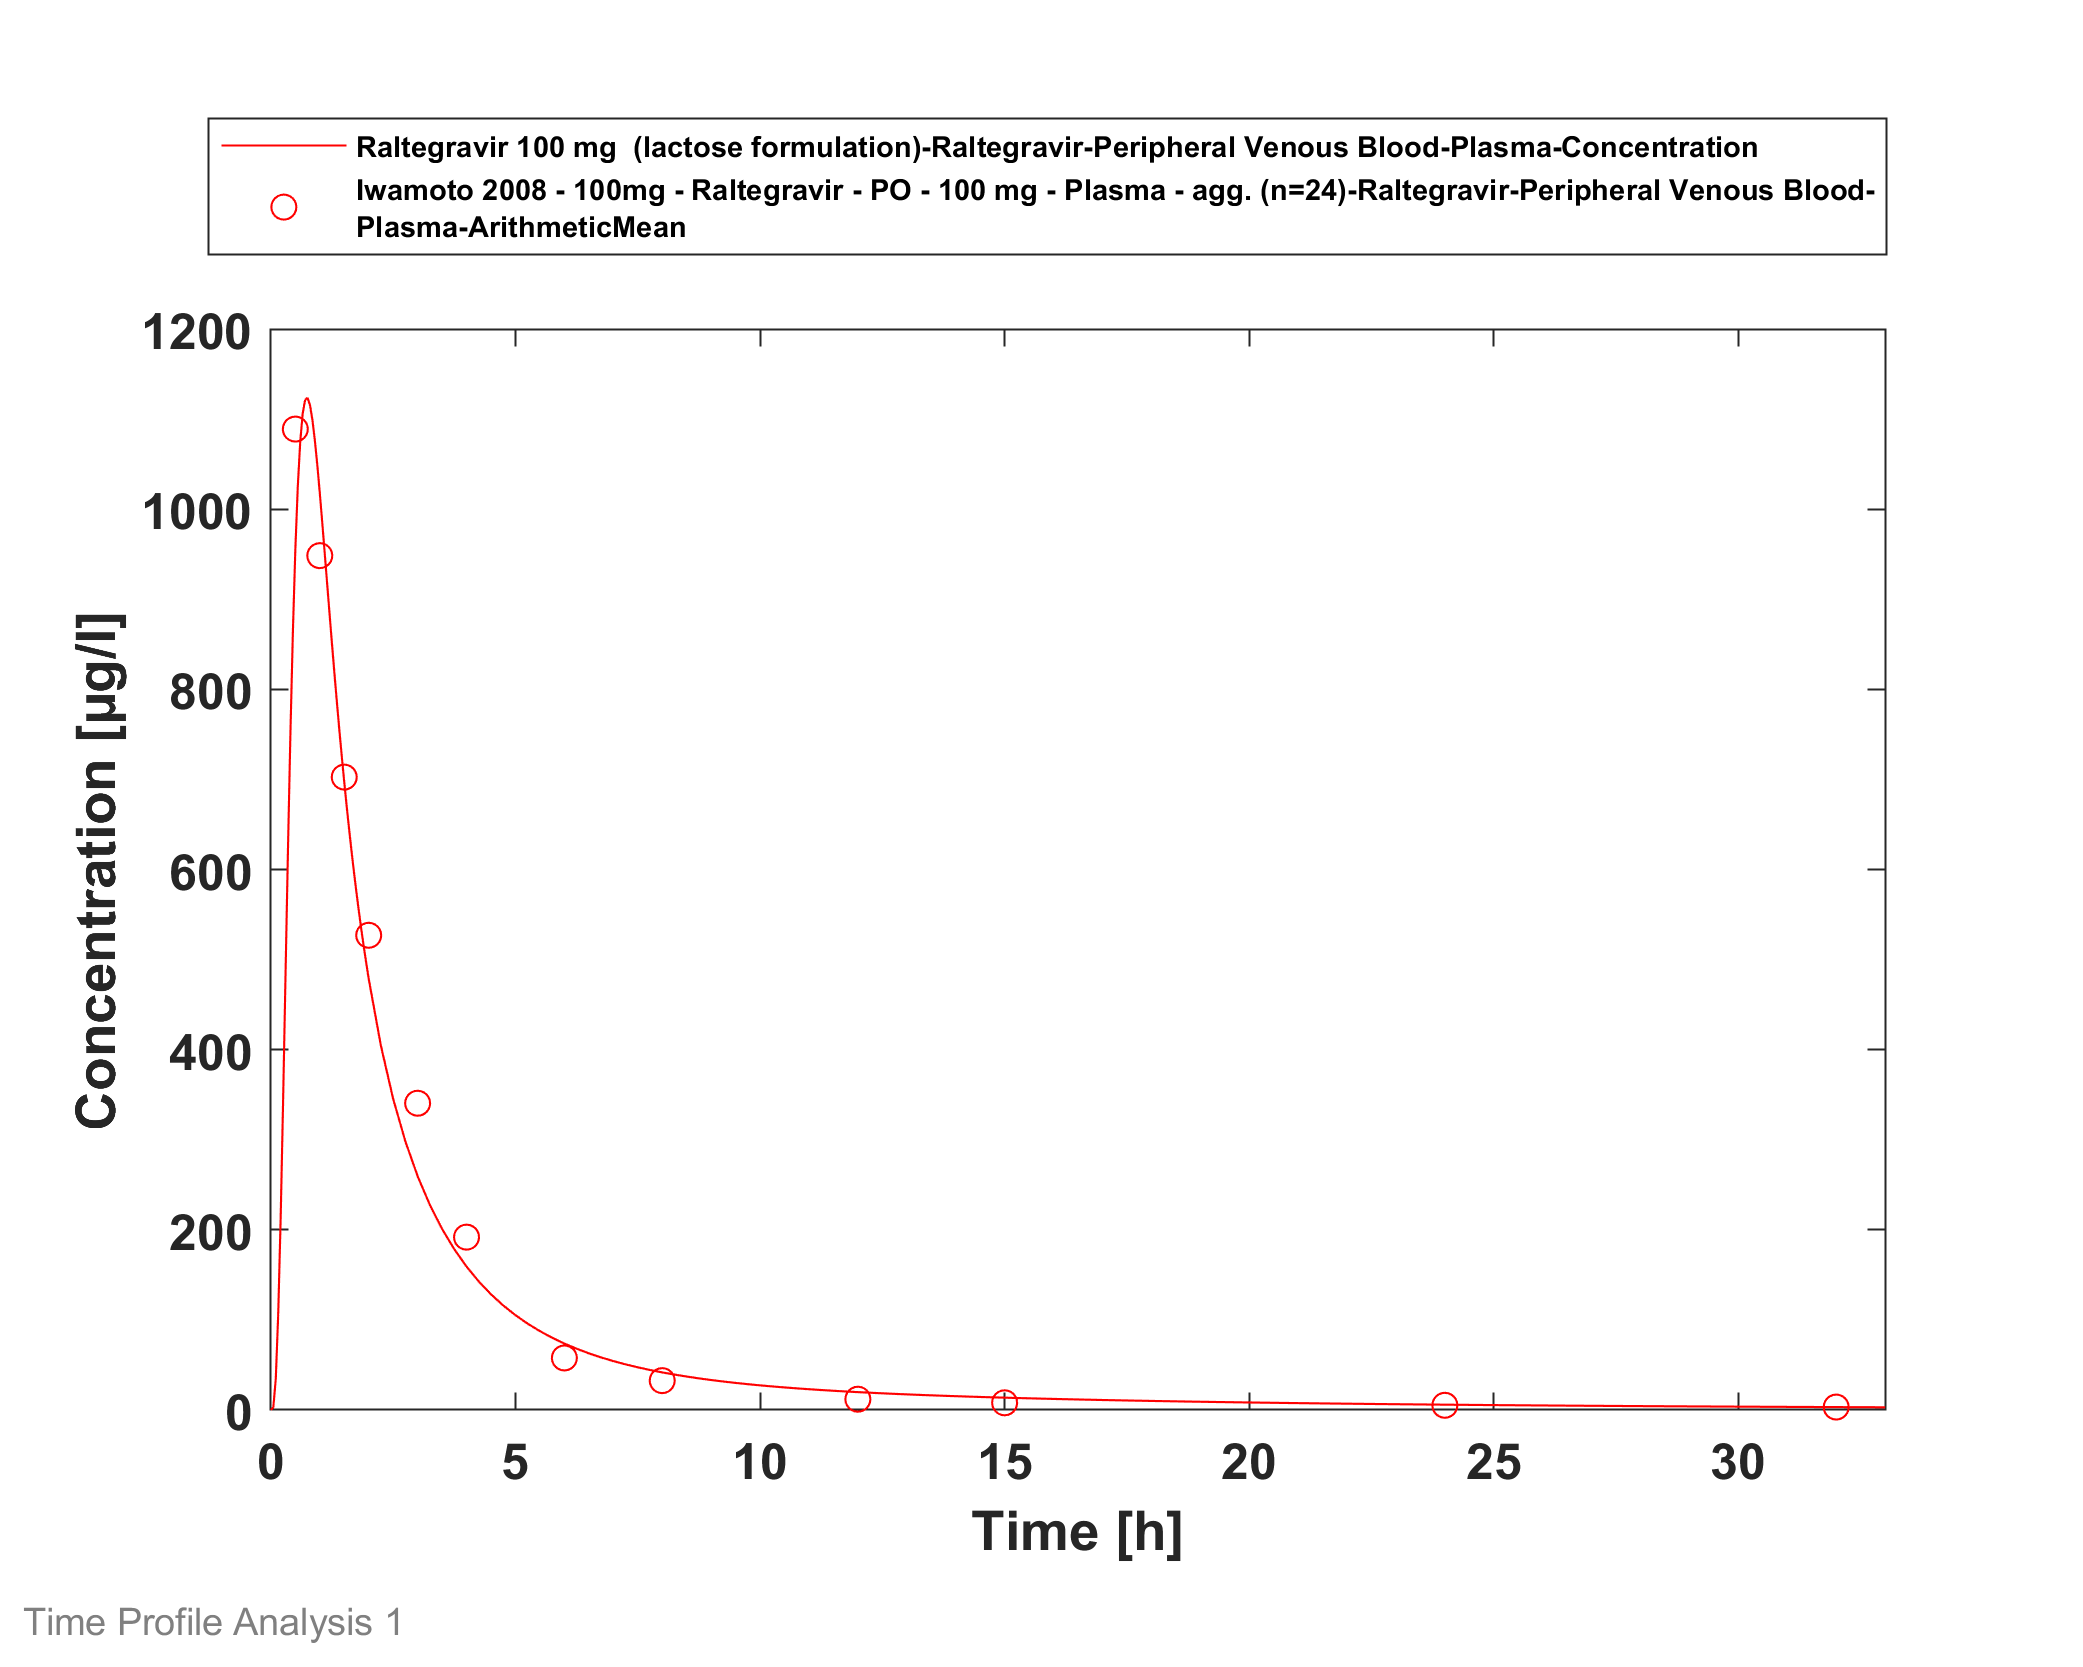 Raltegravir 100 mg  (lactose formulation)-Raltegravir-Peripheral Venous Blood-Plasma-Concentration
Iwamoto 2008 - 100mg - Raltegravir - PO - 100 mg - Plasma - agg. (n=24)-Raltegravir-Peripheral Venous Blood-
Plasma-ArithmeticMean
1200
1000
800
600
400
200
0
Concentration [µg/l]
0 5 10 15 20 25 30
Time [h]
Time Profile Analysis 1